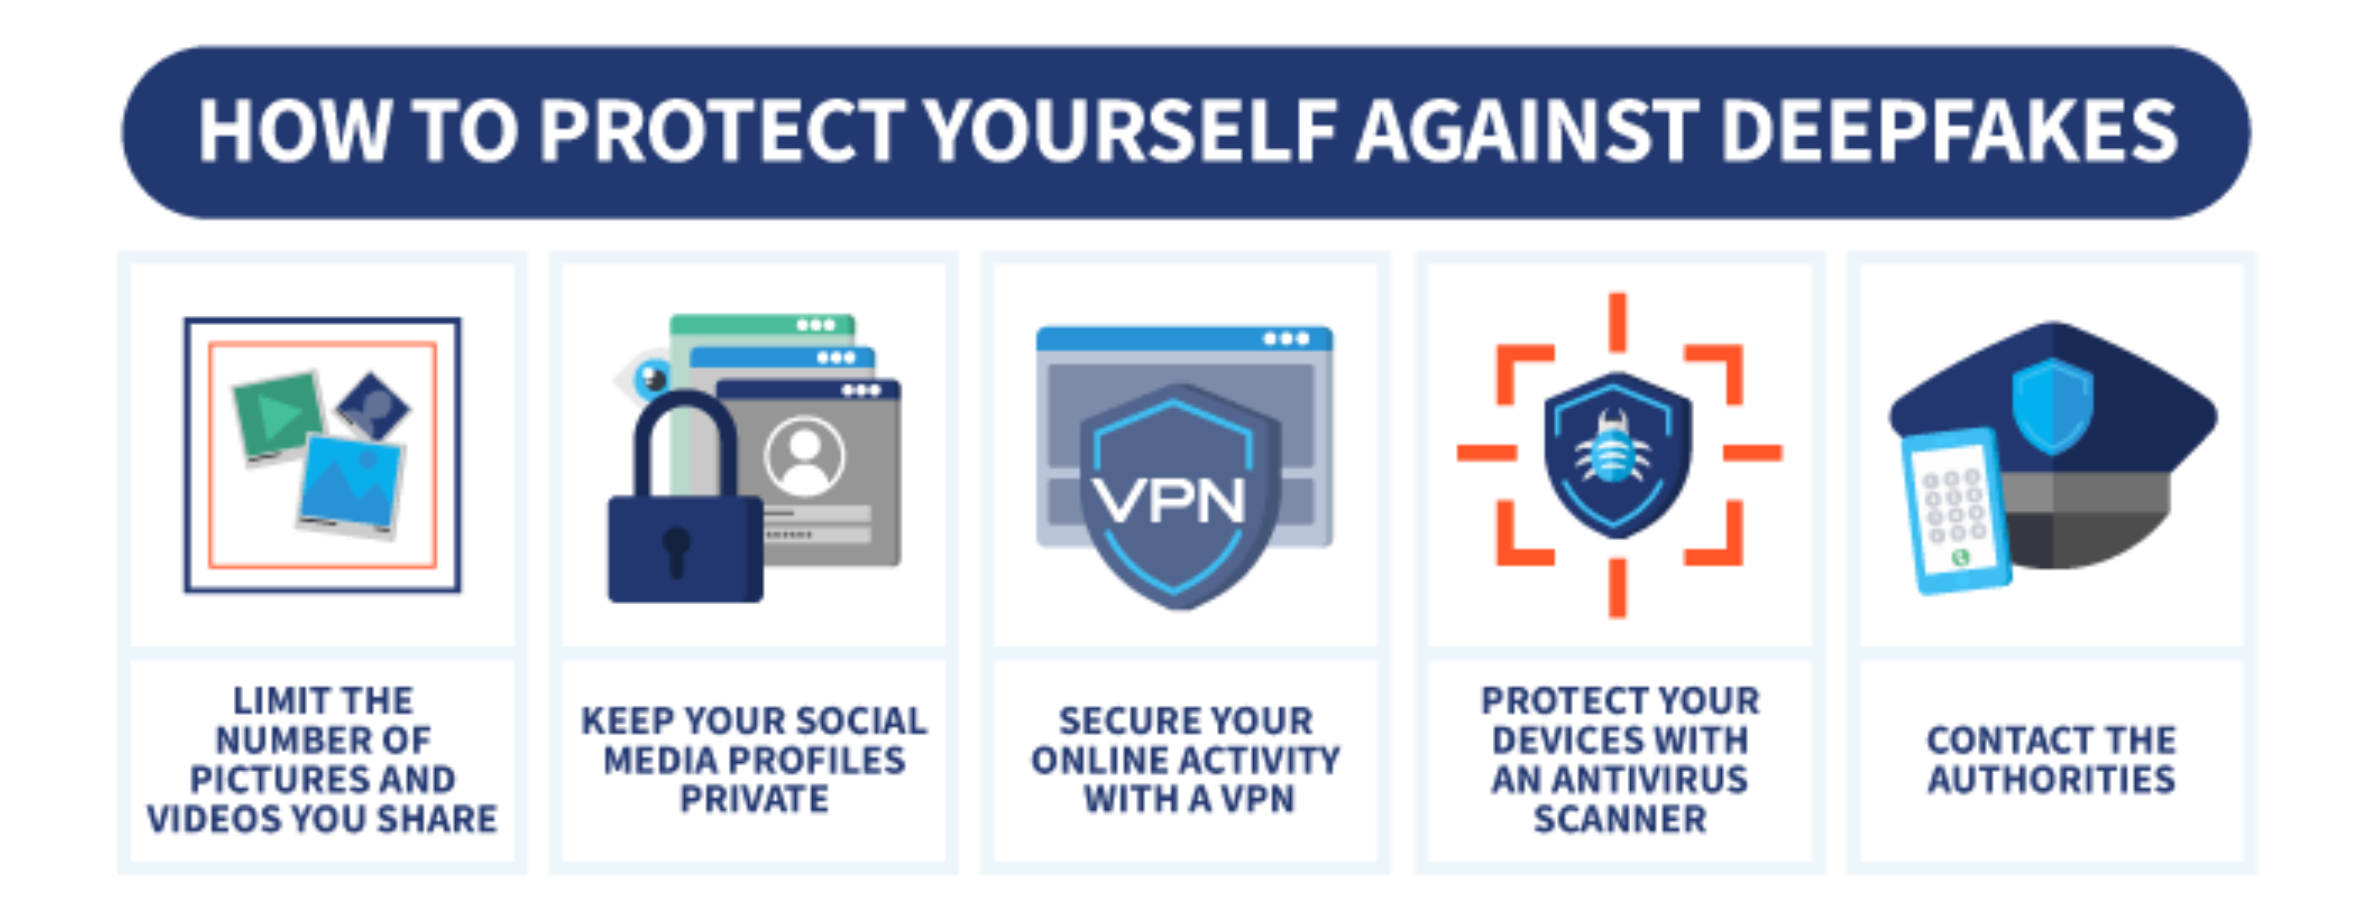 HOW TO PROTECT YOURSELF AGAINST DEEPFAKES
VPN
LIMIT THE
NUMBER OF
PICTURES AND
VIDEOS YOU SHARE
KEEP YOUR SOCIAL
MEDIA PROFILES
PRIVATE
SECURE YOUR
ONLINE ACTIVITY
WITH A VPN
PROTECT YOUR
DEVICES WITH
AN ANTIVIRUS
SCANNER
CONTACT THE
AUTHORITIES